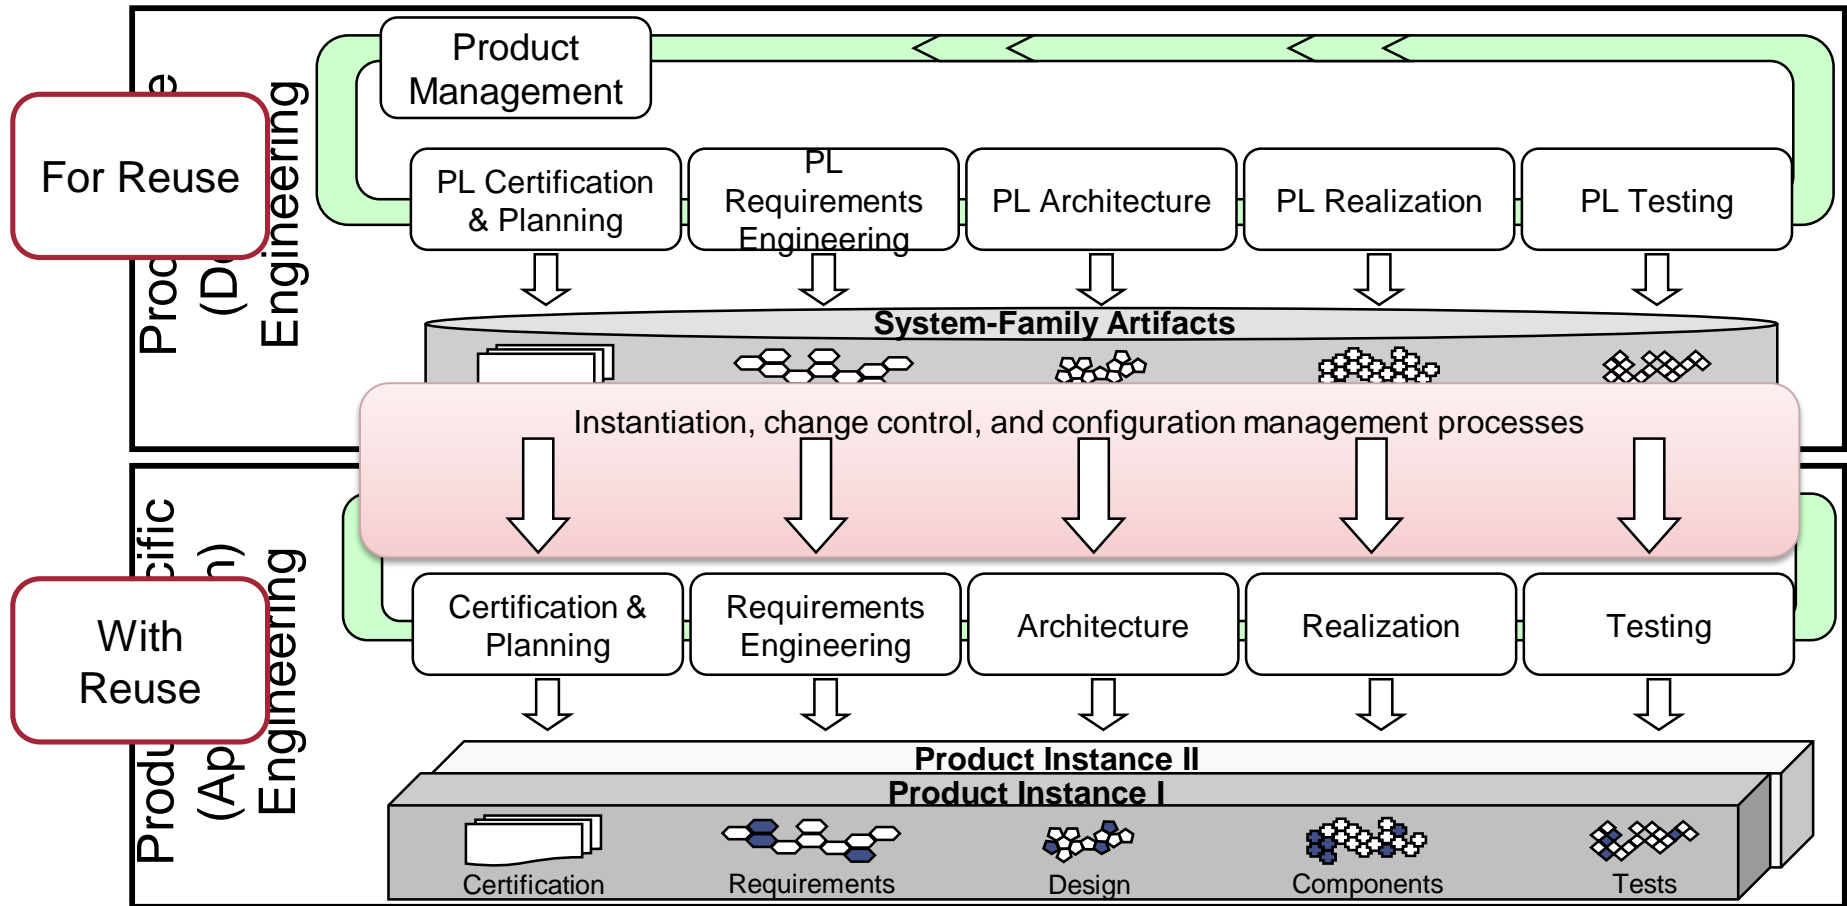 Product
Management
For Reuse
Engineering
PL Certification
& Planning
PL
Requirements
Engineering
PL Architecture
PL Realization
PL Testing
System-Family Artifacts
Instantiation, change control, and configuration management processes
With
Reuse
Engineering
Certification &
Planning
Requirements
Engineering
Architecture
Realization
Testing
Product Instance II
Product Instance I
Certification
Requirements
Design
Components
Tests